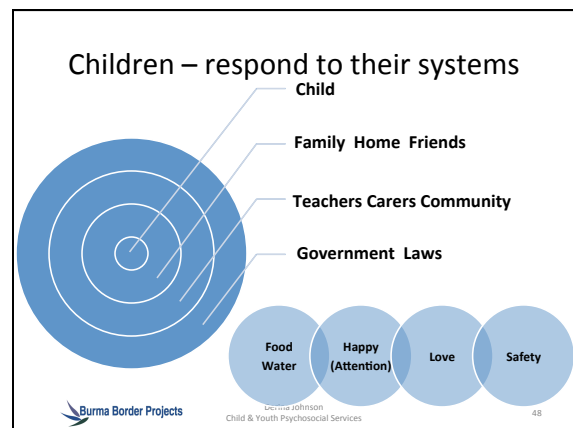 Children – respond to their systems
Child
Family Home Friends
Teachers Carers Community
Government Laws
Food
Water
Happy
(Attention)
Love
Safety
Burma Border Projects
Johnson
Child & Youth Psychosocial Services
48